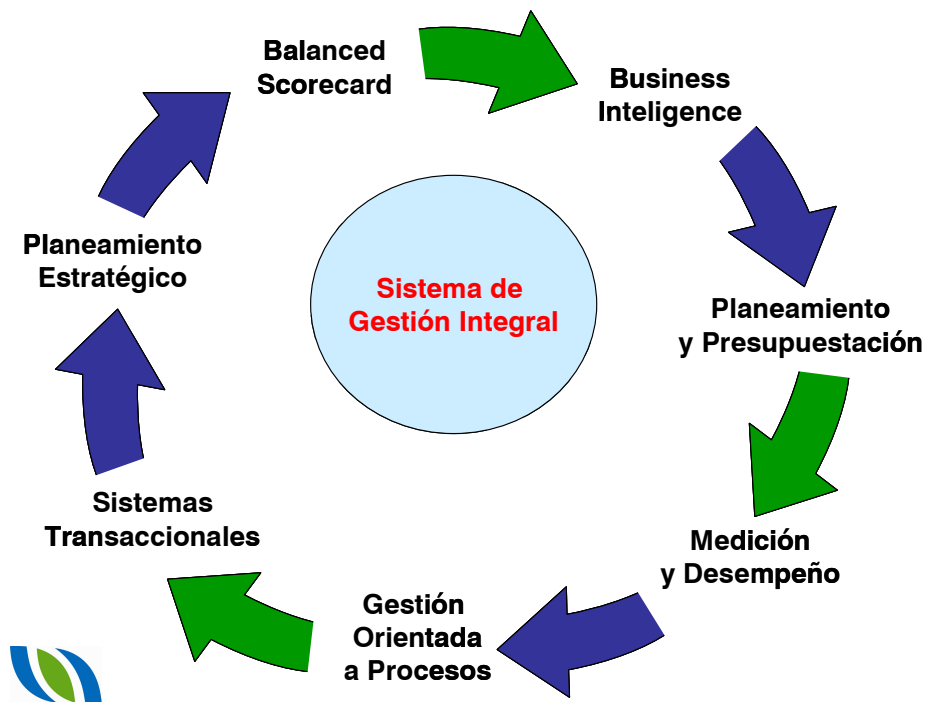 Balanced
Scorecard
Business
Inteligence
Planeamiento
y Presupuestación
Medición
y Desempeño
Gestión
Orientada
a Procesos
Sistemas
Transaccionales
Planeamiento
Estratégico
Sistema de
Gestión Integral